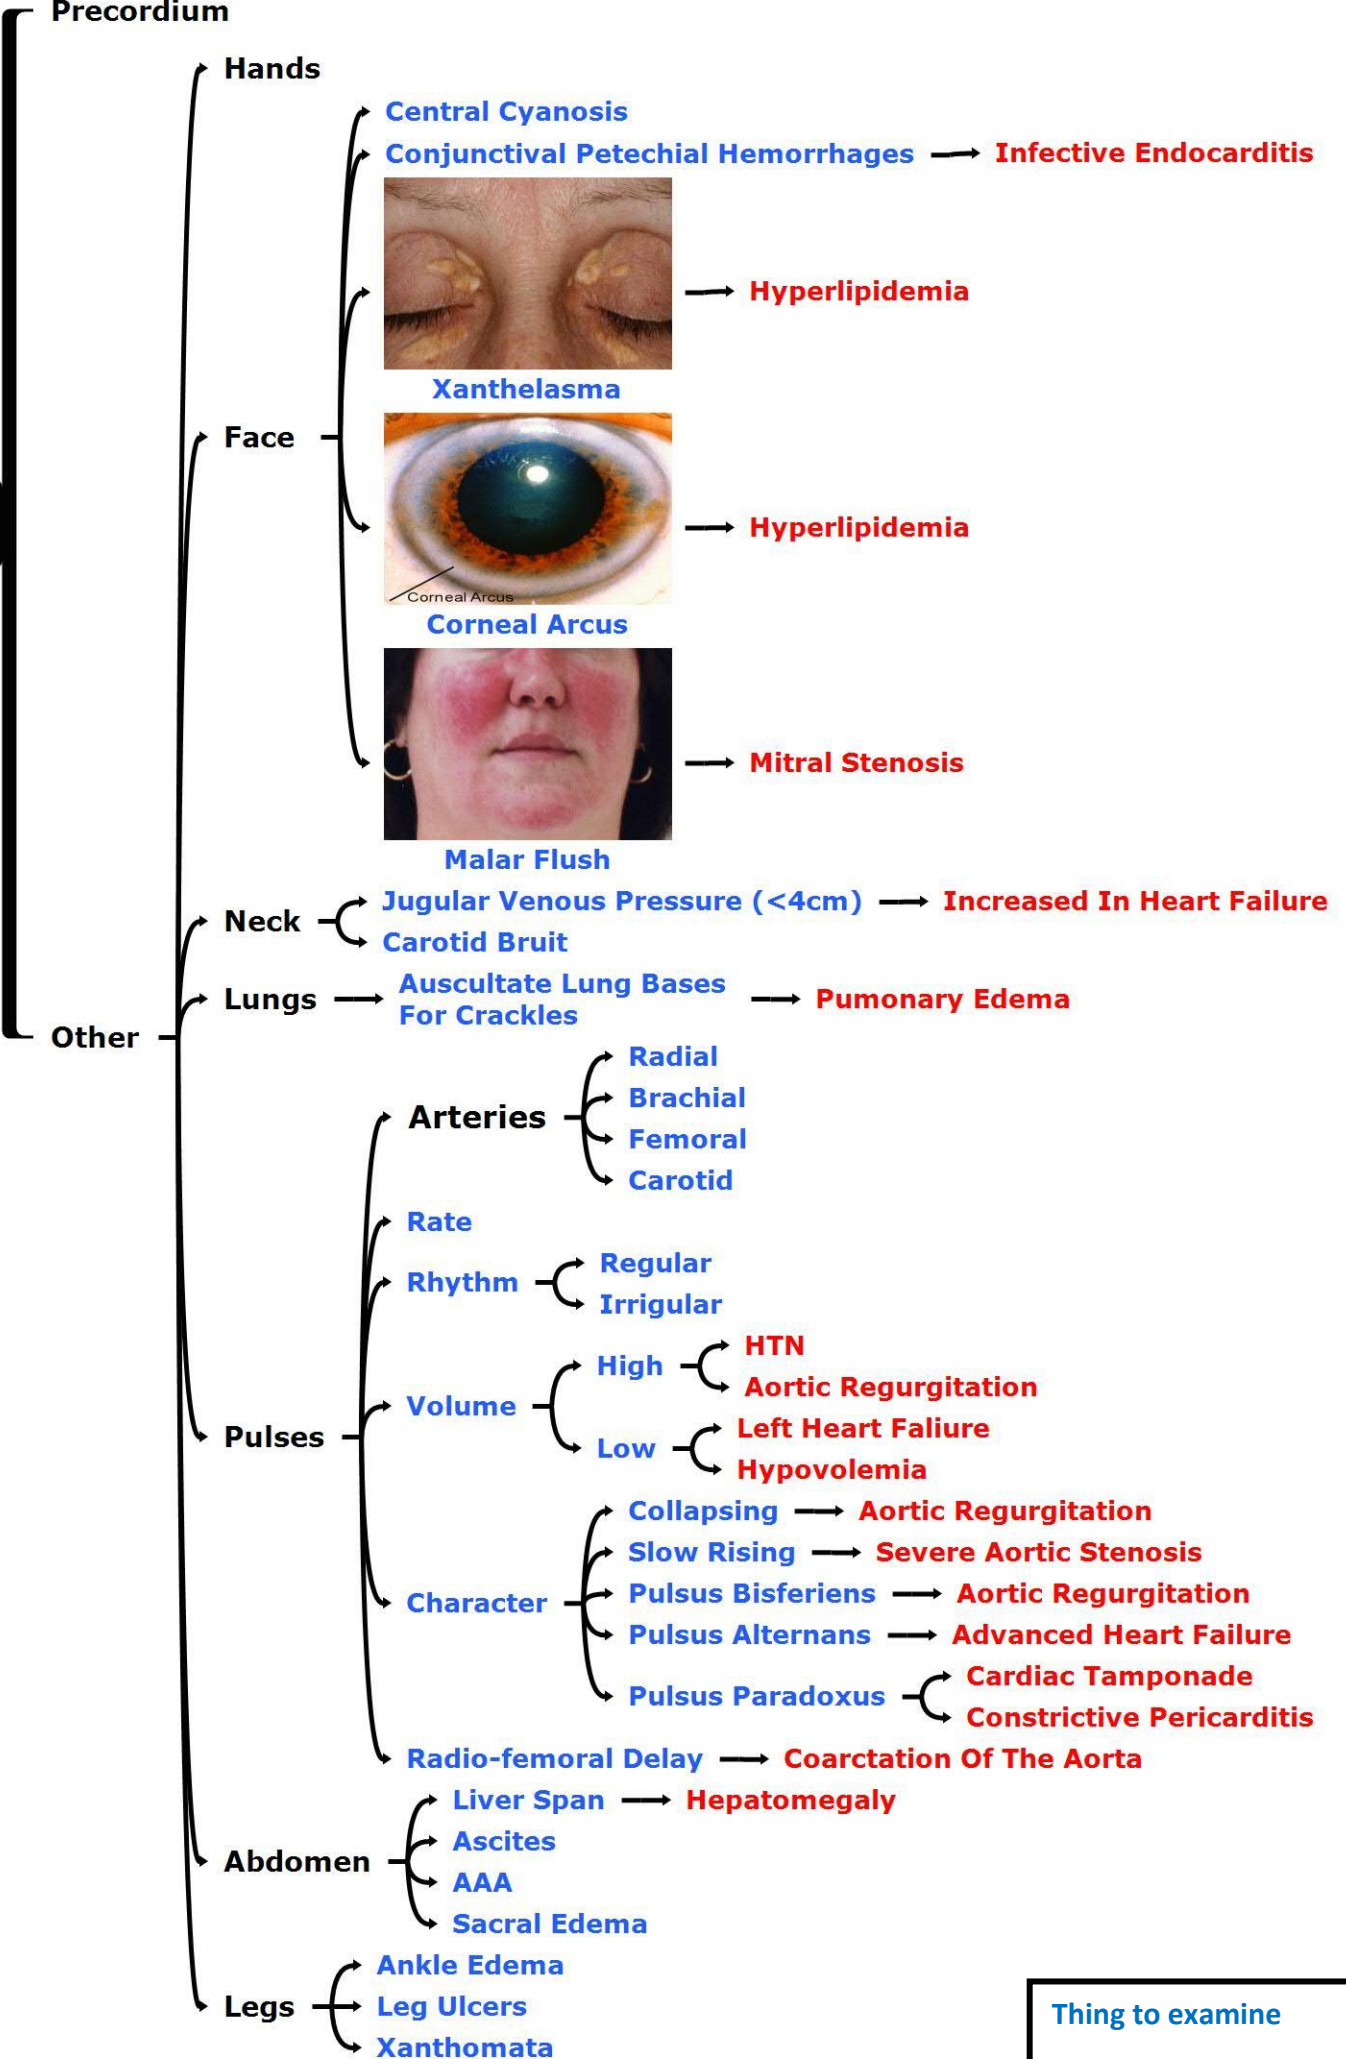 Precordium
Hands
Central Cyanosis
Conjunctival Petechial Hemorrhages
Infective Endocarditis
Hyperlipidemia
Xanthelasma
Face
Hyperlipidemia
Corneal Arcus
Corneal Arcus
Mitral Stenosis
Malar Flush
Neck
Jugular Venous Pressure (<4cm)
Increased In Heart Failure
Carotid Bruit
Lungs
Auscultate Lung Bases
For Crackles
Pumonary Edema
Other
Arteries
Radial
Brachial
Femoral
Carotid
Rate
Rhythm
Regular
Irrigular
Pulses
Volume
High
HTN
Aortic Regurgitation
Low
Left Heart Faliure
Hypovolemia
Character
Collapsing
Aortic Regurgitation
Slow Rising
Severe Aortic Stenosis
Pulsus Bisferiens
Aortic Regurgitation
Pulsus Alternans
Advanced Heart Failure
Pulsus Paradoxus
Cardiac Tamponade
Constrictive Pericarditis
Radio-femoral Delay
Coarctation Of The Aorta
Abdomen
Liver Span
Hepatomegaly
Ascites
AAA
Sacral Edema
Legs
Ankle Edema
Leg Ulcers
Xanthomata
Thing to examine